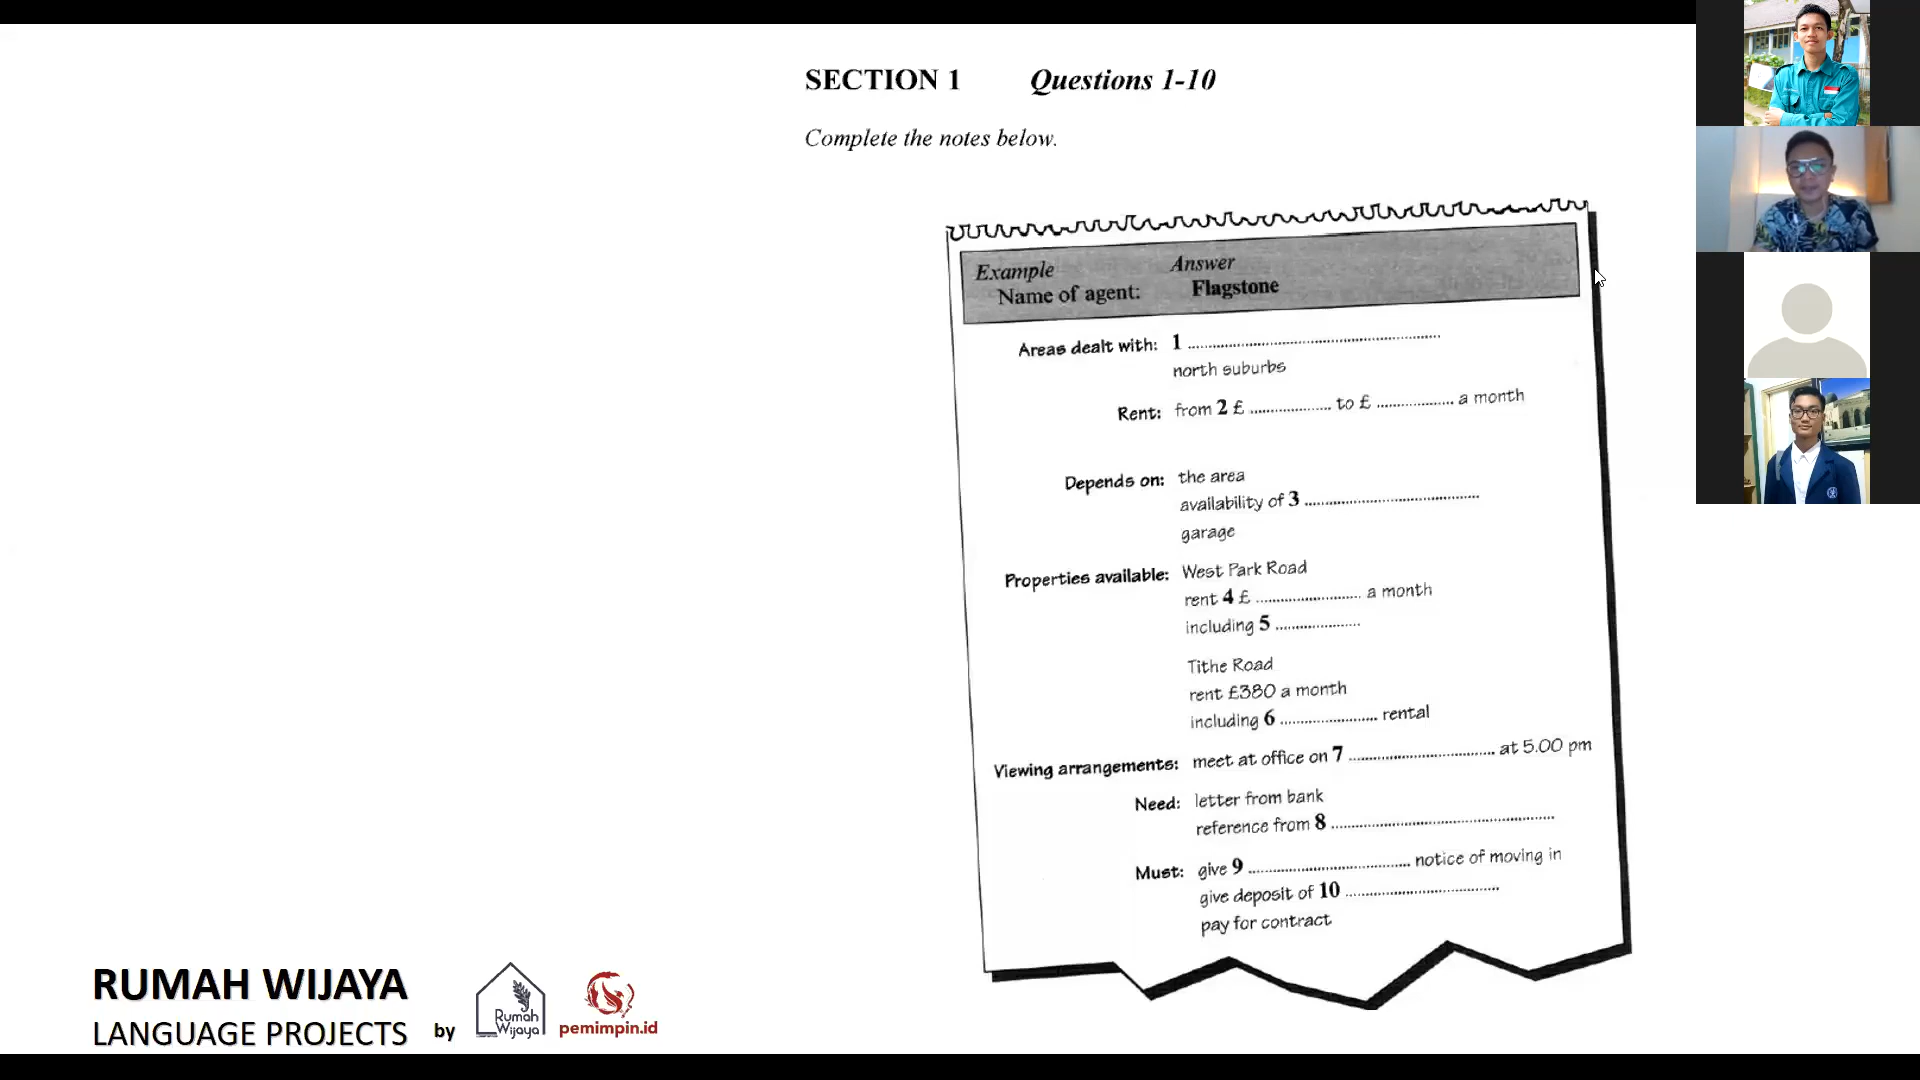 SECTION 1 Questions 1-10
Complete the notes below.
Example Answer
Name of agent: Flagstone
Areas dealt with: 1 ................................................
north suburbs
Rent: from 2 £ .................... to £ ................... a month
Depends on: the area
availability of 3 ..........................................
garage
Properties available: West Park Road
rent 4 £ ......................... a month
including 5 ....................
Tithe Road
rent £380 a month
including 6 ....................... rental
Viewing arrangements: meet at office on 7 ................................... at 5.00 pm
Need: letter from bank
reference from 8 .....................................................
Must: give 9 ....................................... notice of moving in
give deposit of 10 .....................................
pay for contract
RUMAH WIJAYA
LANGUAGE PROJECTS by
Rumah
Wijaya
pemimpin.id